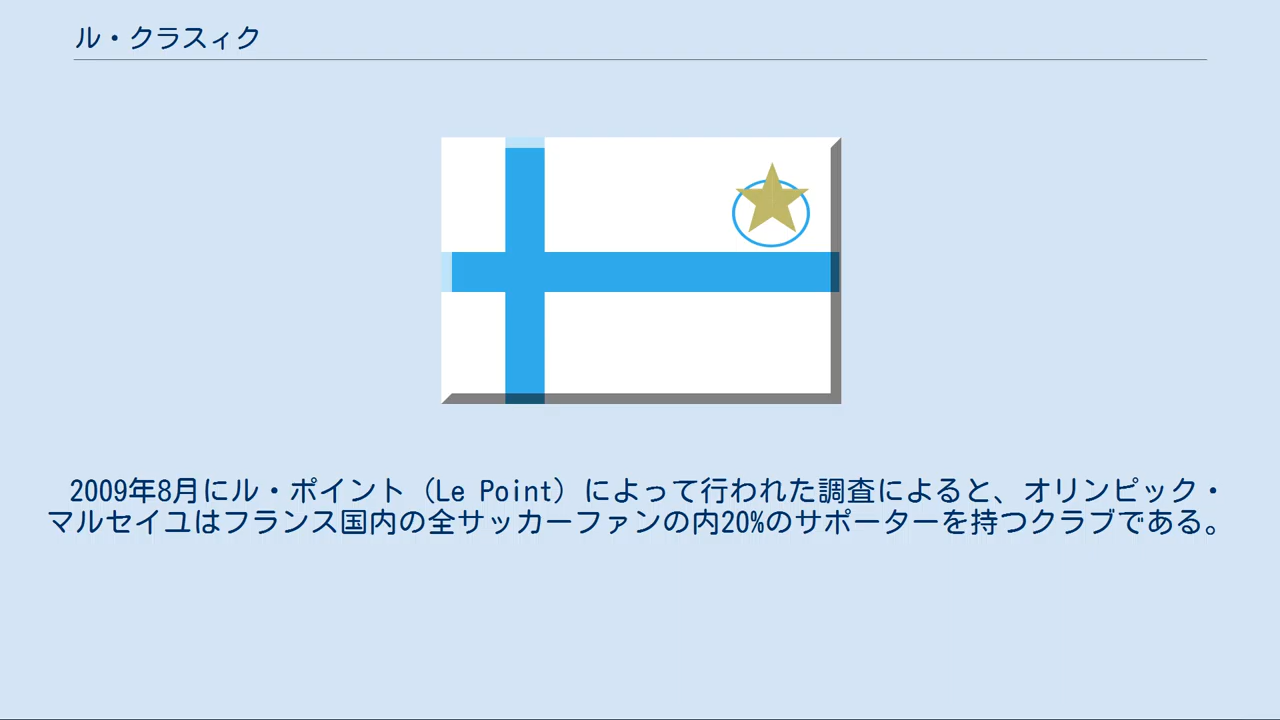 ル・クラスィク
2009年8月にル・ポイント（Le Point）によって行われた調査によると、オリンピック・
マルセイユはフランス国内の全サッカーファンの内20%のサポーターを持つクラブである。